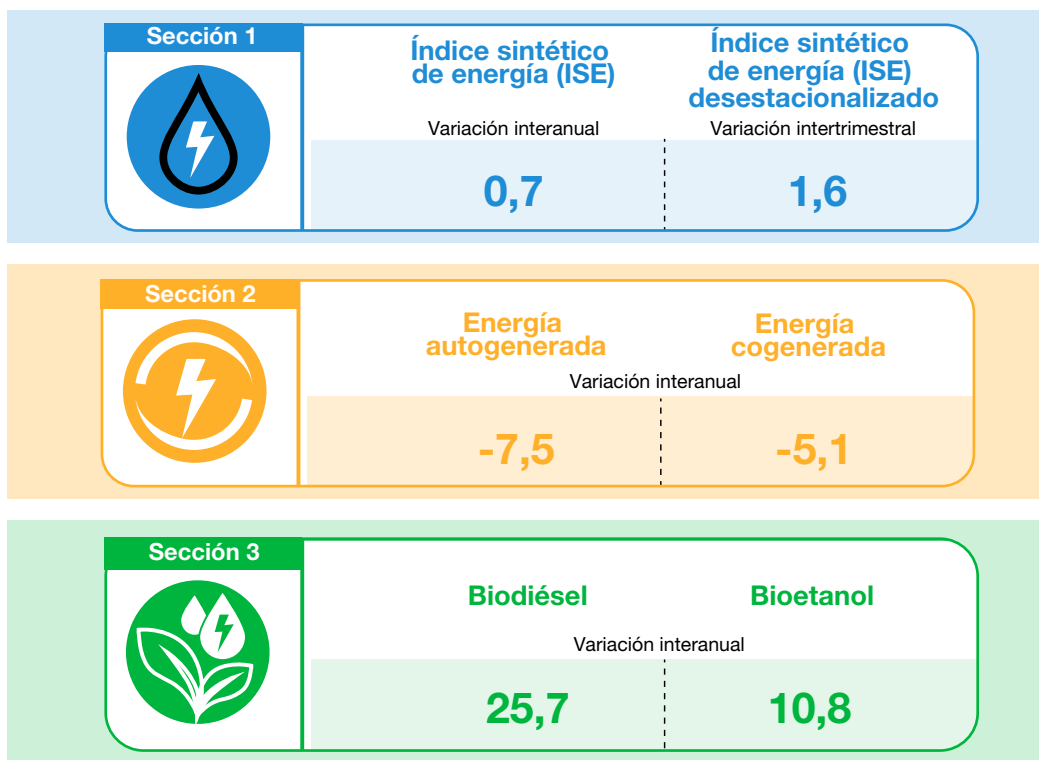 Sección 1
Índice sintético
de energía (ISE)
Variación interanual
0,7
Índice sintético
de energía (ISE)
desestacionalizado
Variación intertrimestral
1,6
Sección 2
Energía
autogenerada
Energía
cogenerada
Variación interanual
-7,5
-5,1
Sección 3
Biodiésel
Bioetanol
Variación interanual
25,7
10,8